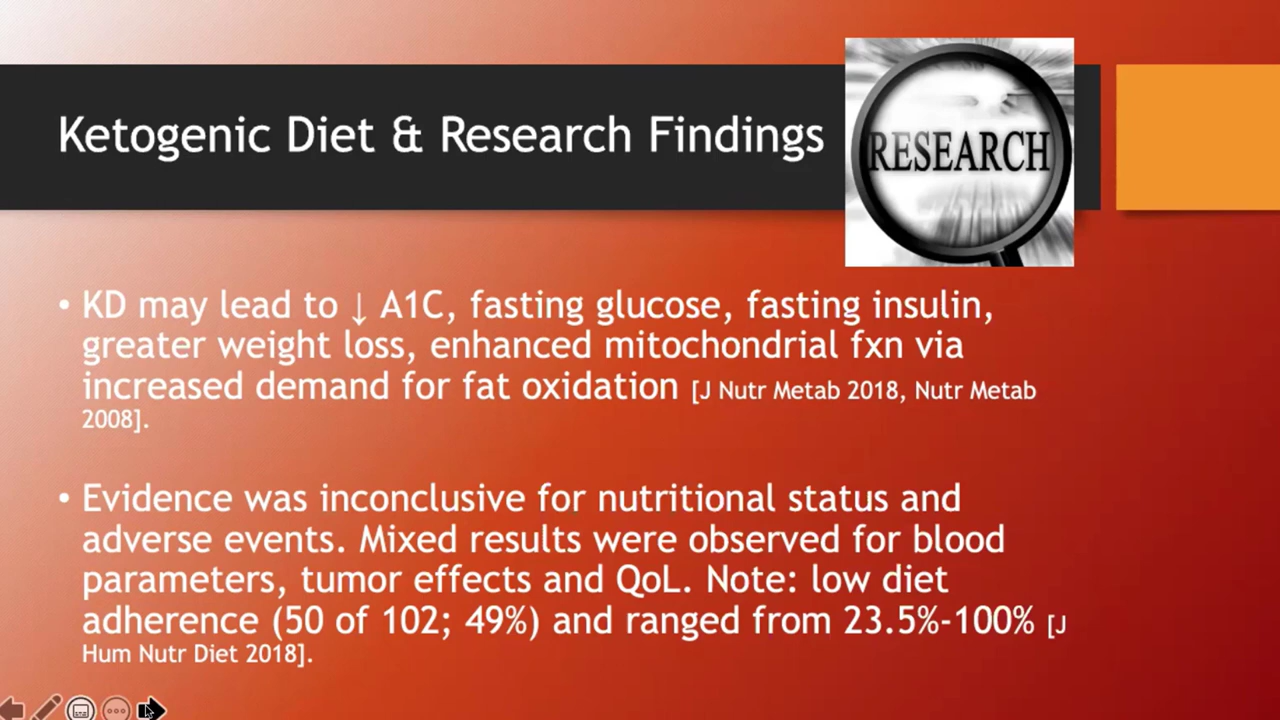 Ketogenic Diet & Research Findings
RESEARCH
• KD may lead to ↓ A1C, fasting glucose, fasting insulin,
greater weight loss, enhanced mitochondrial fxn via
increased demand for fat oxidation [J Nutr Metab 2018, Nutr Metab
2008].
• Evidence was inconclusive for nutritional status and
adverse events. Mixed results were observed for blood
parameters, tumor effects and QoL. Note: low diet
adherence (50 of 102; 49%) and ranged from 23.5%-100% [J
Hum Nutr Diet 2018].